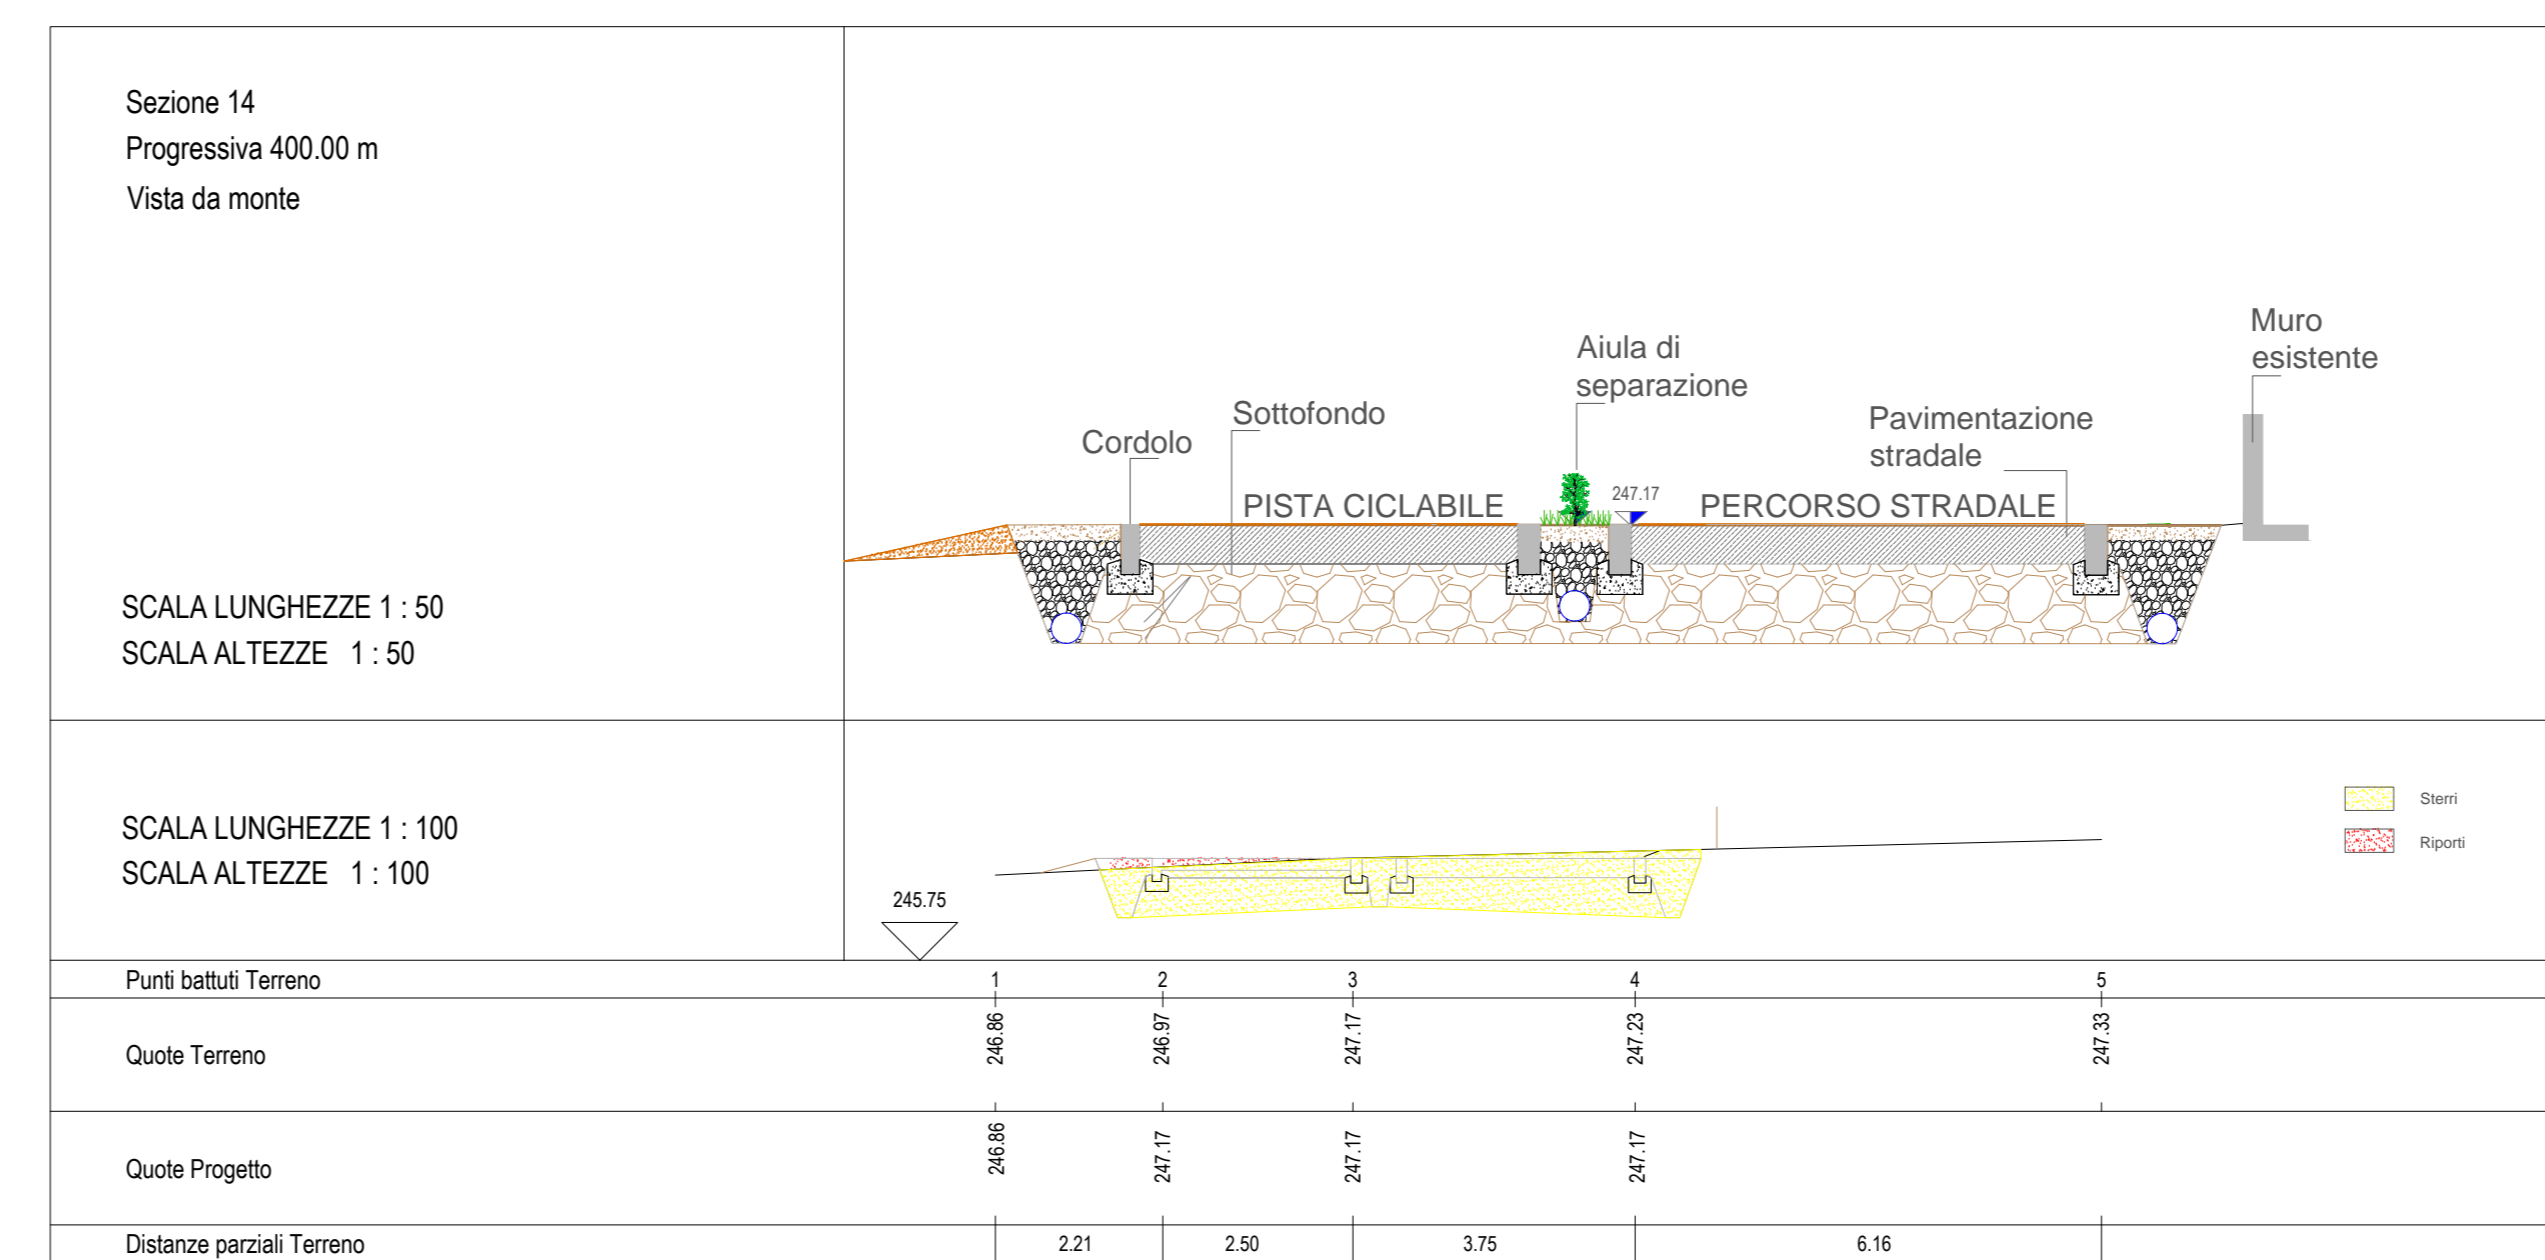 Sezione 14
Progressiva 400.00 m
Vista da monte
Muro
esistente
Aiula di
separazione
Sottofondo
Cordolo
Pavimentazione
stradale
PISTA CICLABILE
247.17
PERCORSO STRADALE
SCALA LUNGHEZZE 1 : 50
SCALA ALTEZZE 1 : 50
SCALA LUNGHEZZE 1 : 100
SCALA ALTEZZE 1 : 100
Sterri
Riporti
245.75
Punti battuti Terreno 1 2 3 4 5
Quote Terreno 246.86 246.97 247.17 247.23 247.33
Quote Progetto 246.86 247.17 247.17 247.17
Distanze parziali Terreno 2.21 2.50 3.75 6.16